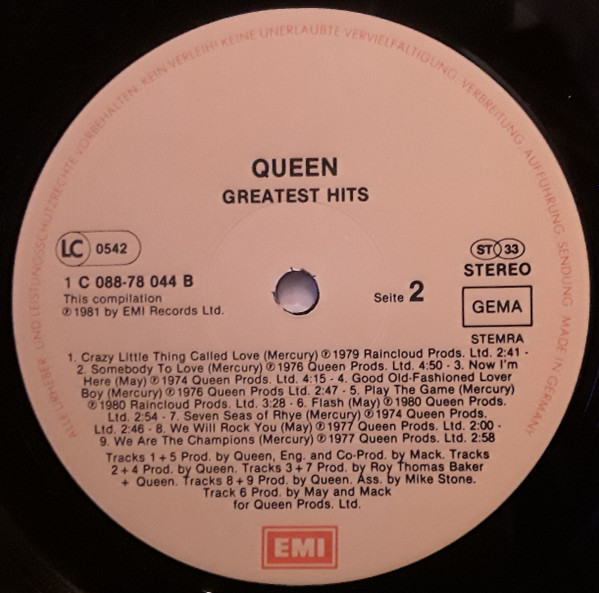 ALLE URHEBER- UND LEISTUNGSSCHUTZRECHTE VORBEHALTEN · KEIN VERLEIH! KEINE UNERLAUBTE VERVIELFÄLTIGUNG, VERBREITUNG, AUFFÜHRUNG, SENDUNG MADE IN GERMANY
QUEEN
GREATEST HITS
LC 0542
ST 33
STEREO
1 C 088-78 044 B
This compilation
℗1981 by EMI Records Ltd.
Seite 2
GEMA
STEMRA
1. Crazy Little Thing Called Love (Mercury) ℗1979 Raincloud Prods. Ltd. 2:41 -
2. Somebody To Love (Mercury) ℗1976 Queen Prods. Ltd. 4:50 - 3. Now I'm
Here (May) ℗1974 Queen Prods. Ltd. 4:15 - 4. Good Old-Fashioned Lover
Boy (Mercury) ℗1976 Queen Prods. Ltd. 2:47 - 5. Play The Game (Mercury)
℗1980 Raincloud Prods. Ltd. 3:28 - 6. Flash (May) ℗1980 Queen Prods.
Ltd. 2:54 - 7. Seven Seas of Rhye (Mercury) ℗1974 Queen Prods.
Ltd. 2:46 - 8. We Will Rock You (May) ℗1977 Queen Prods. Ltd. 2:00 -
9. We Are The Champions (Mercury) ℗1977 Queen Prods. Ltd. 2:58
Tracks 1+5 Prod. by Queen, Eng. and Co-Prod. by Mack. Tracks
2+4 Prod. by Queen. Tracks 3+7 Prod. by Roy Thomas Baker
+ Queen. Tracks 8+9 Prod. by Queen. Ass. by Mike Stone.
Track 6 Prod. by May and Mack
for Queen Prods. Ltd.
EMI